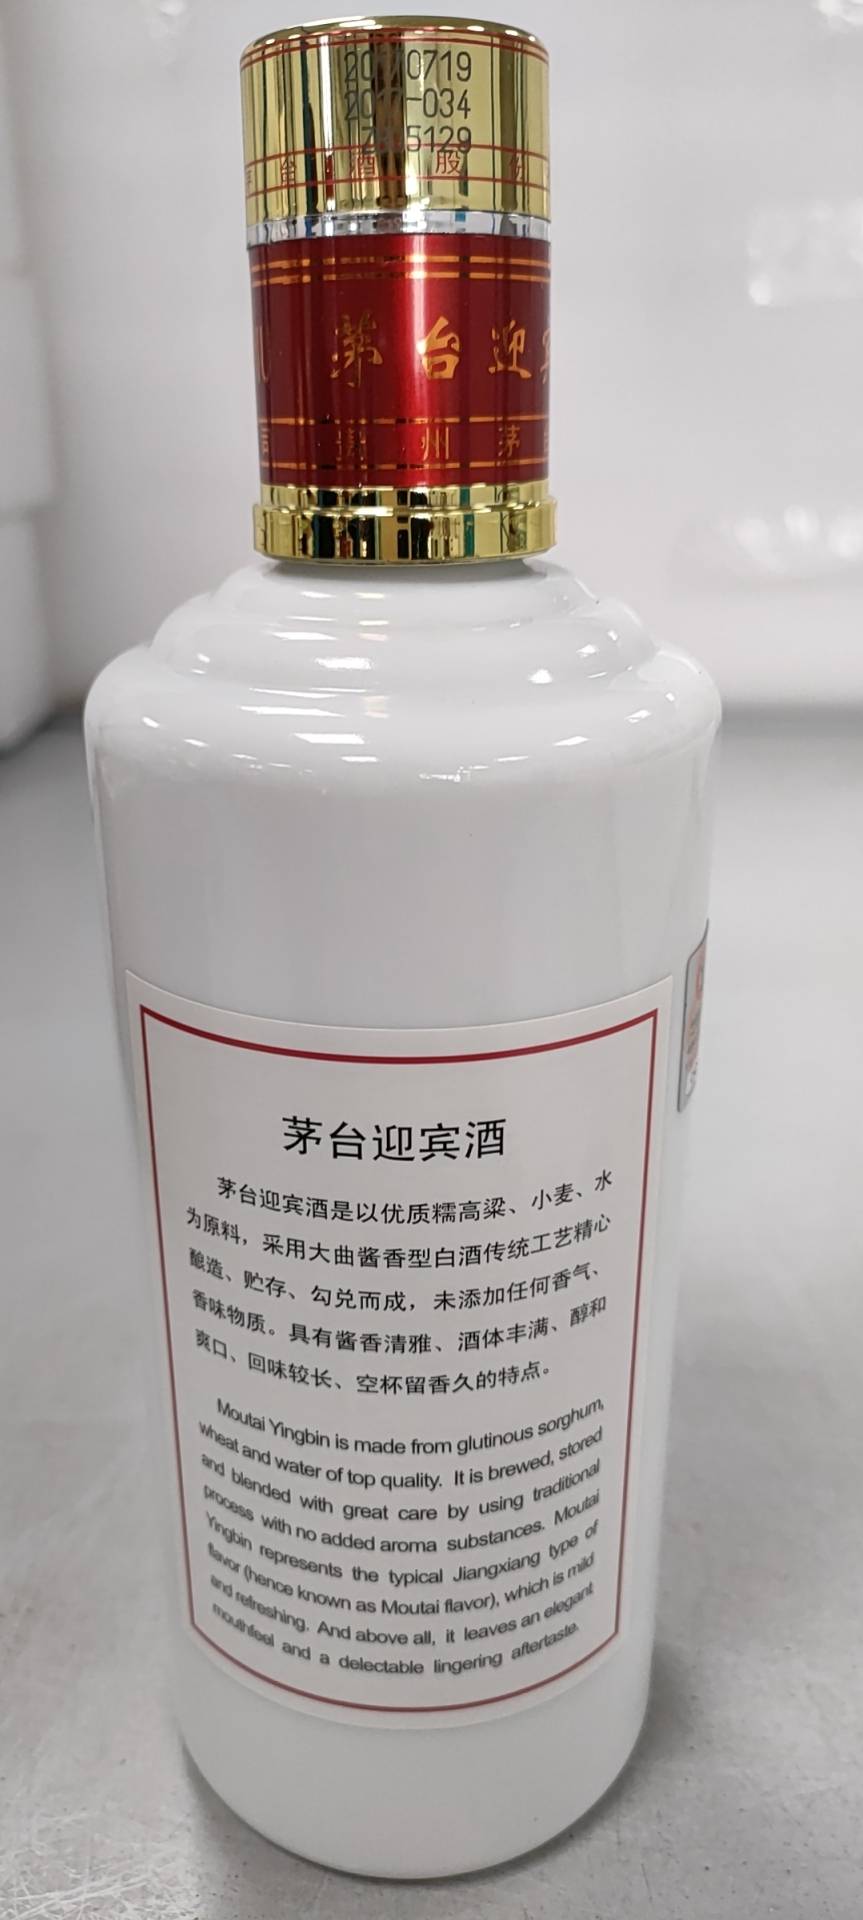 20170719
2017-034
台酒股份
茅台迎宾
贵州茅台
茅台迎宾酒
茅台迎宾酒是以优质糯高粱、小麦、水
为原料，采用大曲酱香型白酒传统工艺精心
酿造、贮存、勾兑而成，未添加任何香气、
香味物质。具有酱香清雅、酒体丰满、醇和
爽口、回味较长、空杯留香久的特点。
Moutai Yingbin is made from glutinous sorghum,
wheat and water of top quality. It is brewed, stored
and blended with great care by using traditional
process with no added aroma substances. Moutai
Yingbin represents the typical Jiangxiang type of
flavor (hence known as Moutai flavor), which is mild
and refreshing. And above all, it leaves an elegant
mouthfeel and a delectable lingering aftertaste.